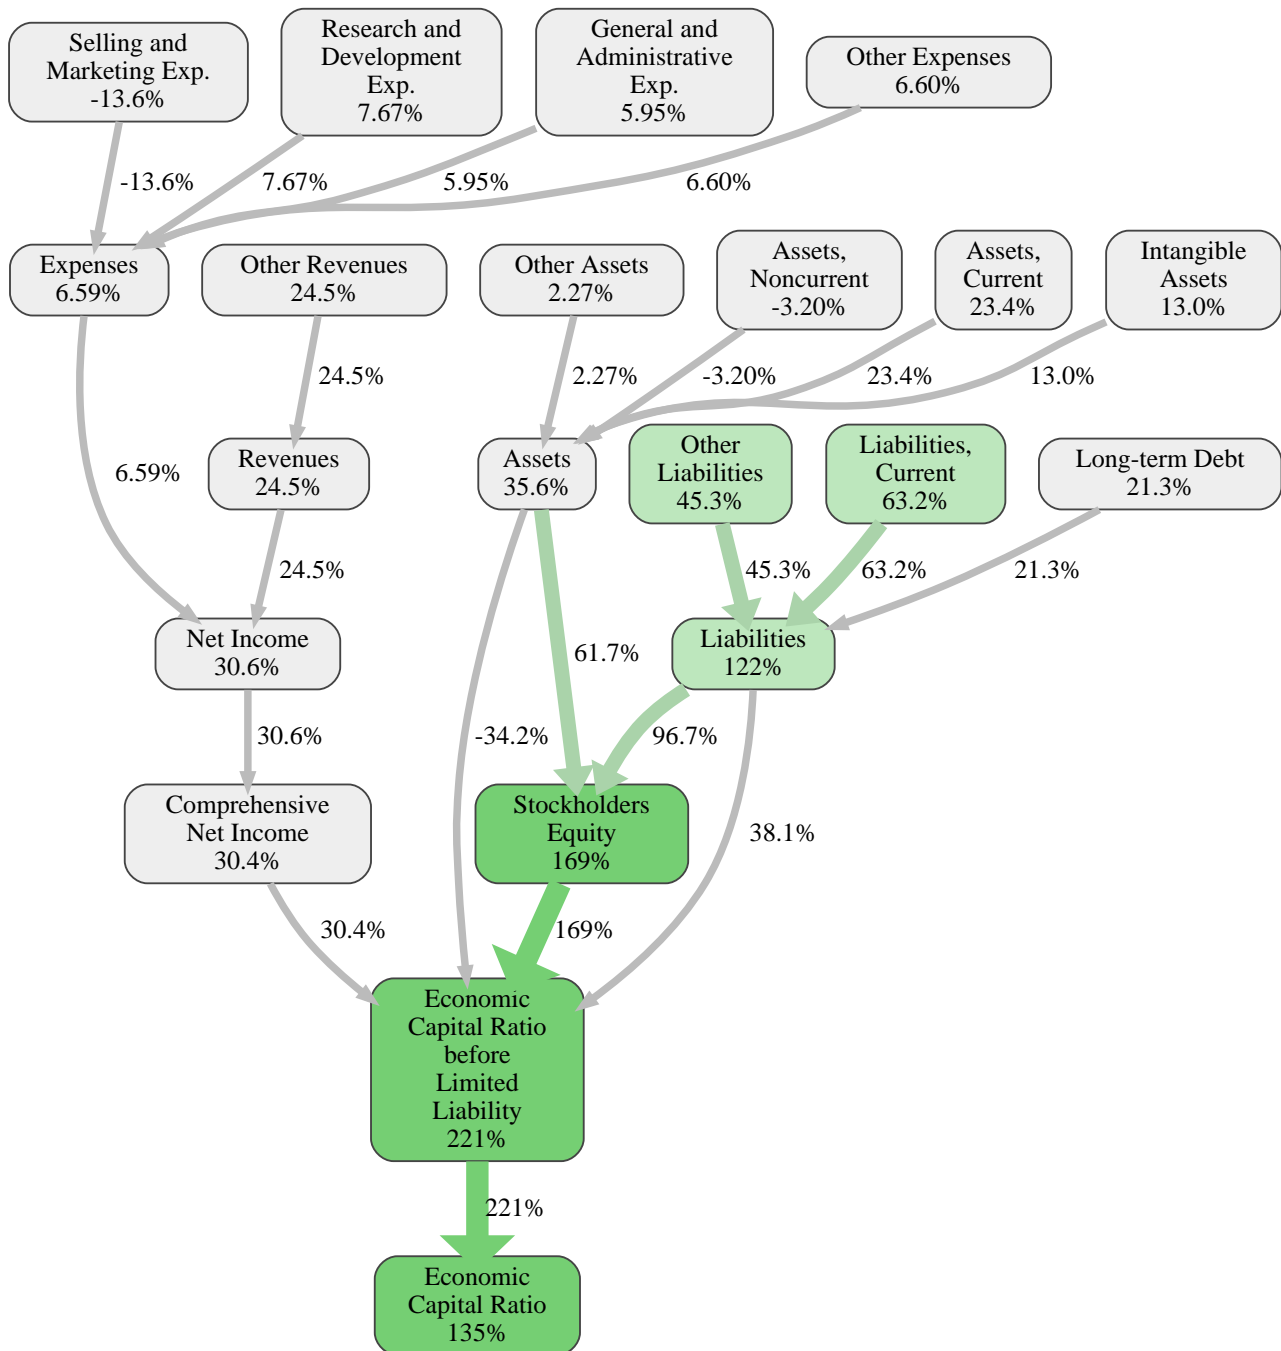 Selling and
Marketing Exp.
-13.6%
Research and
Development
Exp.
7.67%
General and
Administrative
Exp.
5.95%
Other Expenses
6.60%
-13.6%
7.67%
5.95%
6.60%
Expenses
6.59%
Other Revenues
24.5%
Other Assets
2.27%
Assets,
Noncurrent
-3.20%
Assets,
Current
23.4%
Intangible
Assets
13.0%
24.5%
2.27%
-3.20%
23.4%
13.0%
6.59%
Revenues
24.5%
Assets
35.6%
Other
Liabilities
45.3%
Liabilities,
Current
63.2%
Long-term Debt
21.3%
24.5%
45.3%
63.2%
21.3%
Net Income
30.6%
61.7%
Liabilities
122%
30.6%
-34.2%
96.7%
Comprehensive
Net Income
30.4%
Stockholders
Equity
169%
38.1%
30.4%
169%
Economic
Capital Ratio
before
Limited
Liability
221%
221%
Economic
Capital Ratio
135%